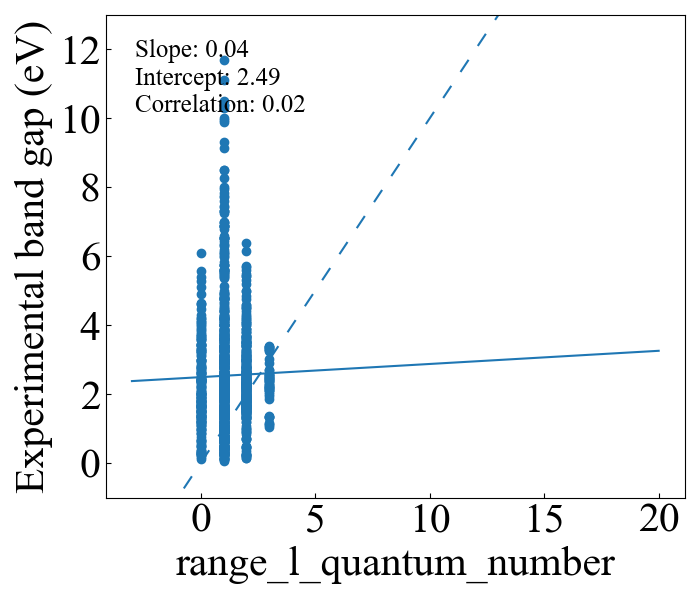 Slope: 0.04
Intercept: 2.49
Correlation: 0.02
Experimental band gap (eV)
12
10
8
6
4
2
0
0 5 10 15 20
range_l_quantum_number